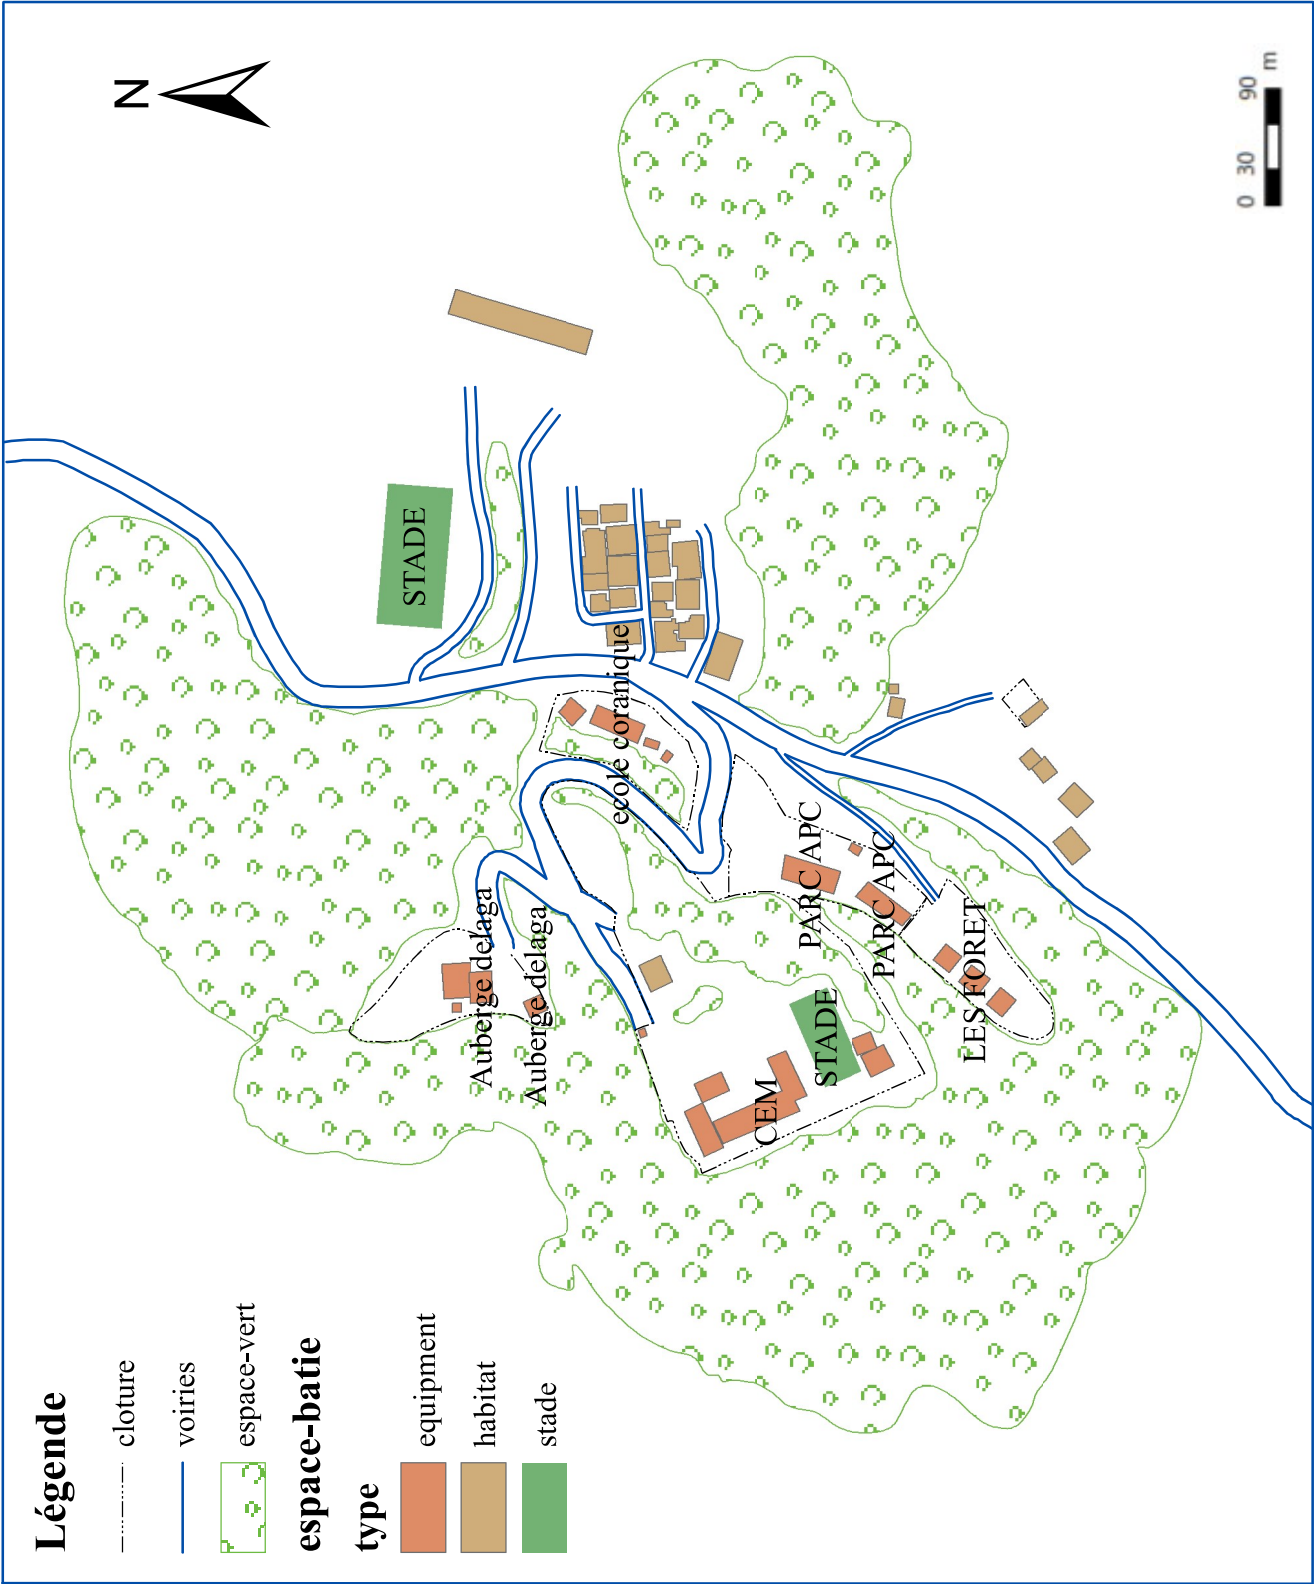 Légende
cloture
voiries
espace-vert
espace-batie
type
equipment
habitat
stade
N
STADE
ecole coranique
Auberge delaga
Auberge delaga
PARC APC
PARC APC
LES FORET
STADE
CEM
0 30 90 m